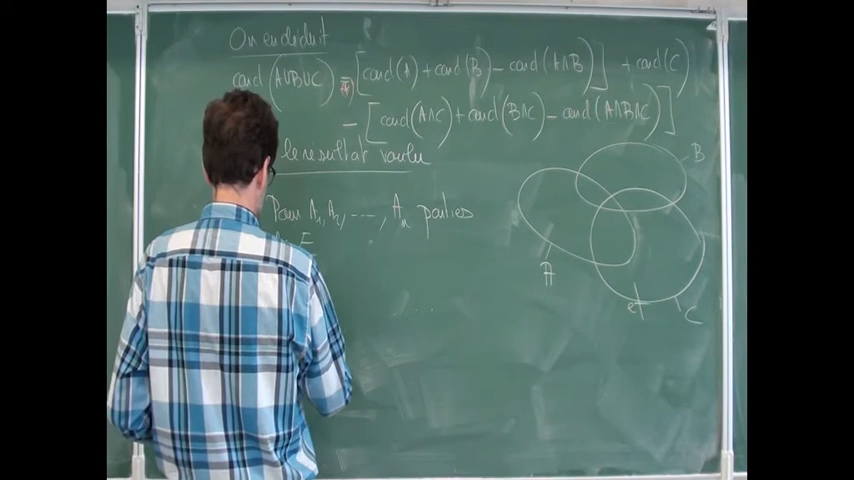 On en déduit
card (A∪B∪C) = [card(A) + card(B) - card(A∩B)] + card(C)
(*)
- [card(A∩C) + card(B∩C) - card(A∩B∩C)]
le résultat voulu
Pour A₁, A₂, ..., Aₙ parties
E
B
A
C